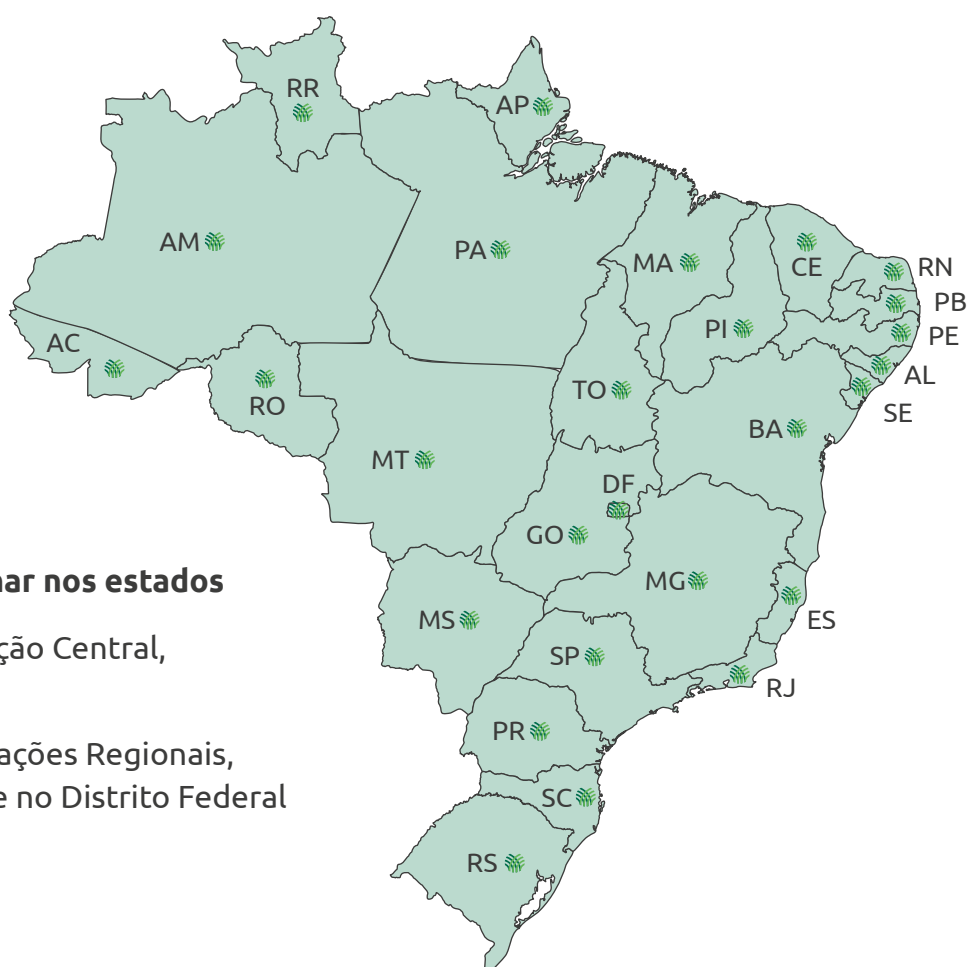 RR
AP
AM
PA
MA
CE
RN
PB
PI
PE
AC
AL
TO
RO
SE
BA
MT
DF
GO
nar nos estados
MG
MS
ES
ção Central,
SP
RJ
PR
ações Regionais,
e no Distrito Federal
SC
RS